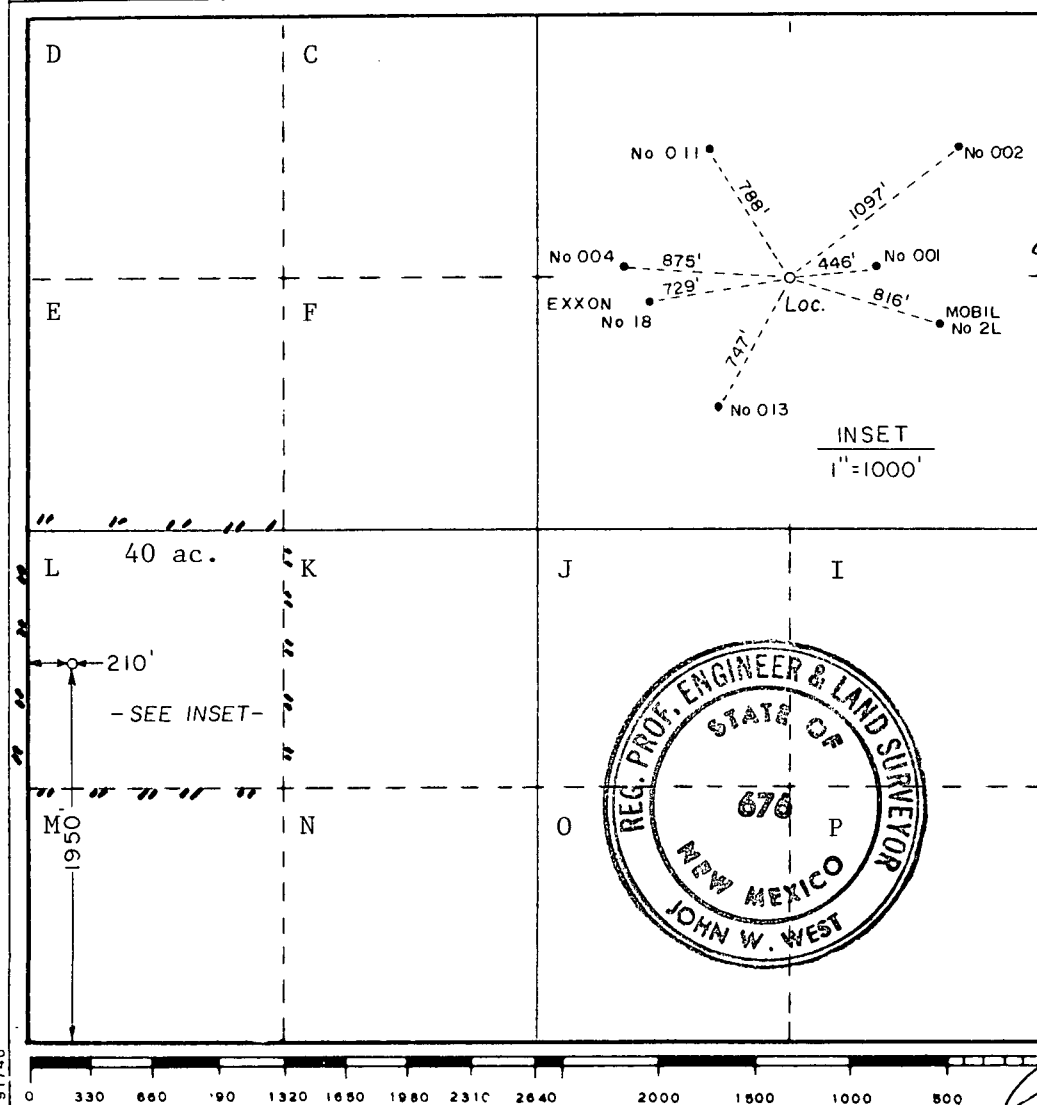 D
C
No 011
No 002
788'
1097'
No 004
875'
446'
No 001
E
F
EXXON
No 18
729'
Loc.
816'
MOBIL
No 2L
747'
No 013
INSET
1"=1000'
40 ac.
L
K
J
I
210'
-SEE INSET-
REG. PROF. ENGINEER & LAND SURVEYOR
STATE OF
676
NEW MEXICO
JOHN W. WEST
M
N
O
P
1950'
0 330 660 '90 1320 1650 1980 2310 2640 2000 1500 1000 500